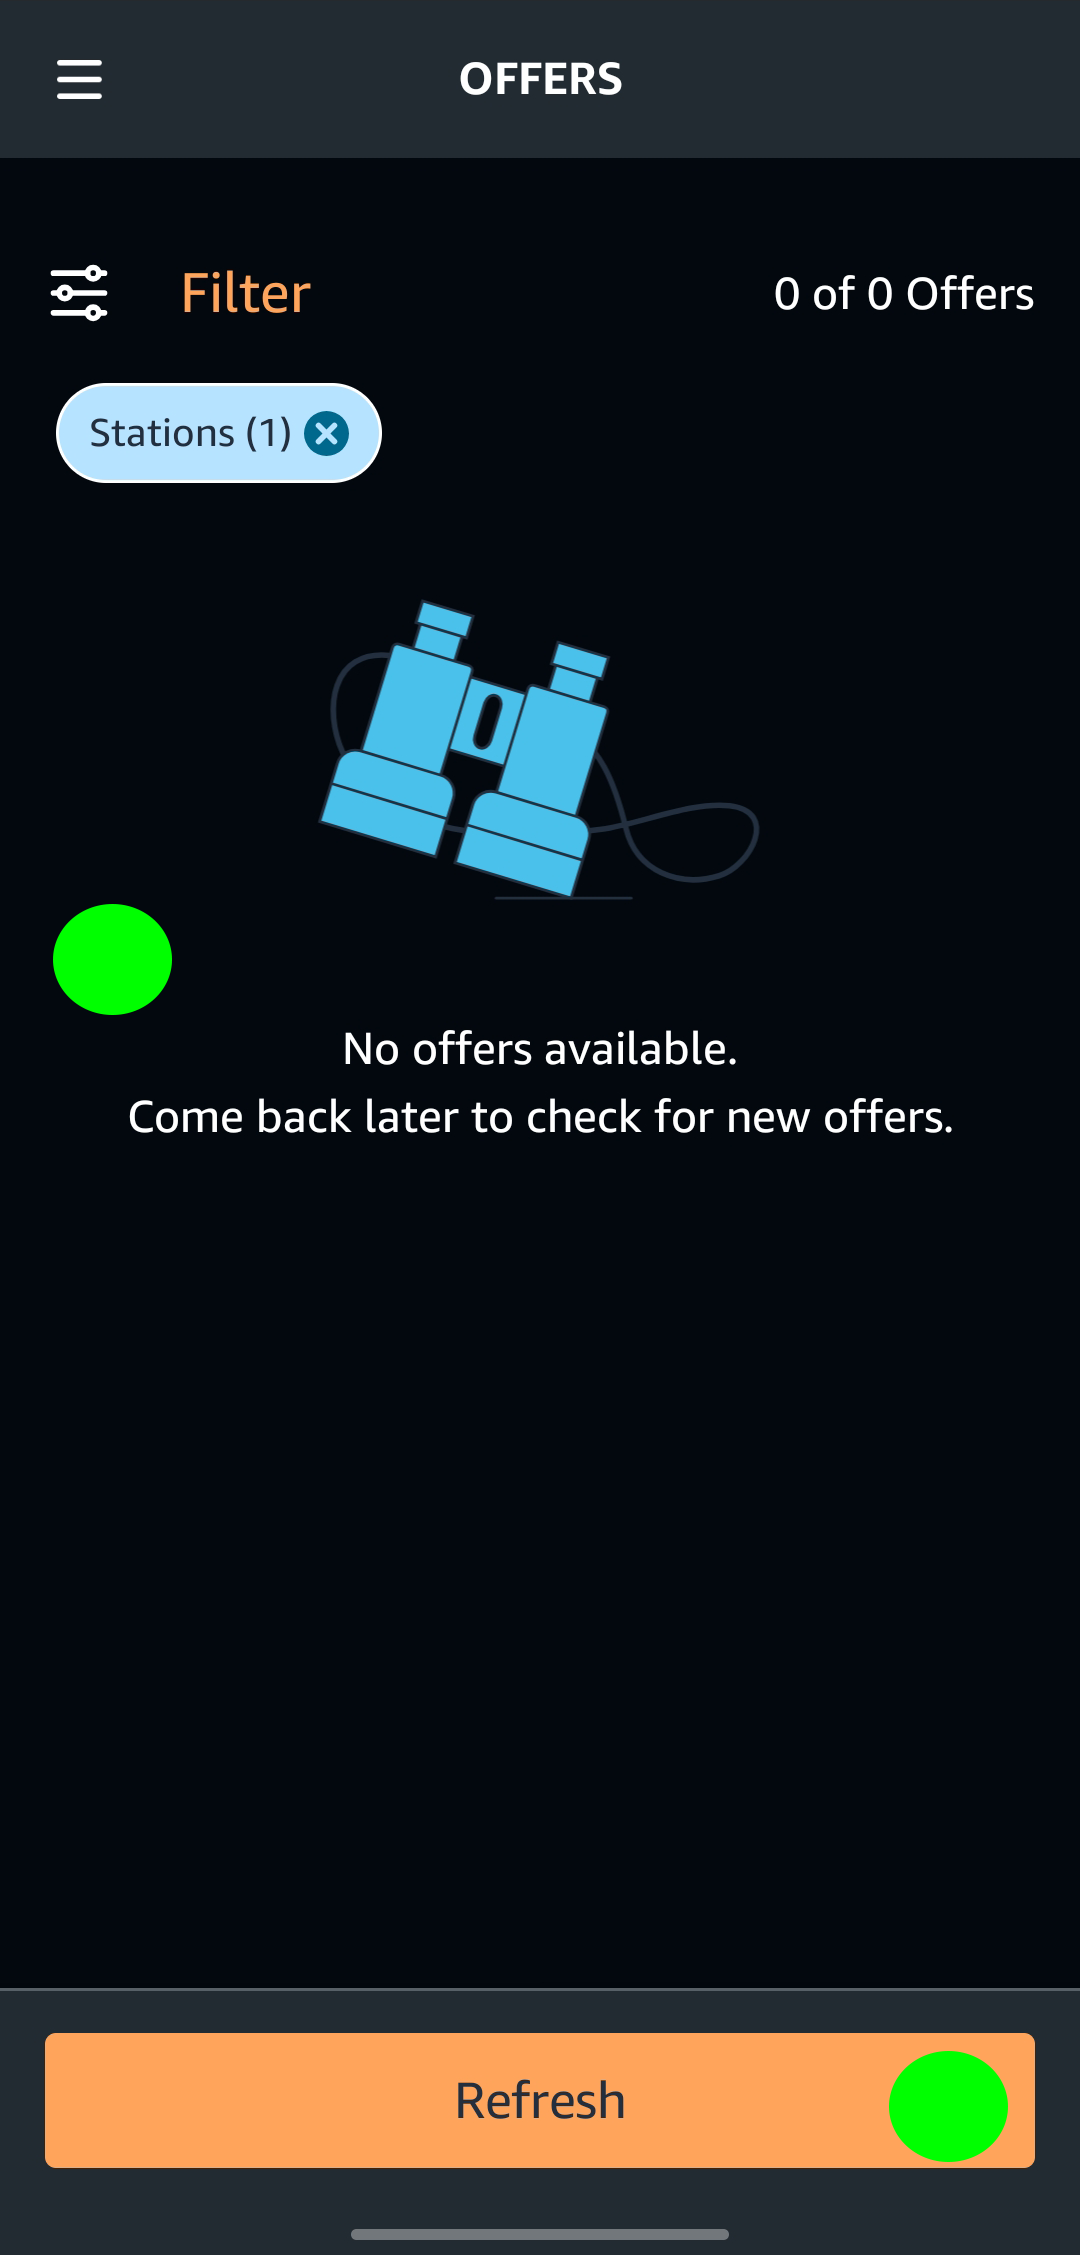 OFFERS
Filter
0 of 0 Offers
Stations (1)
No offers available.
Come back later to check for new offers.
Refresh